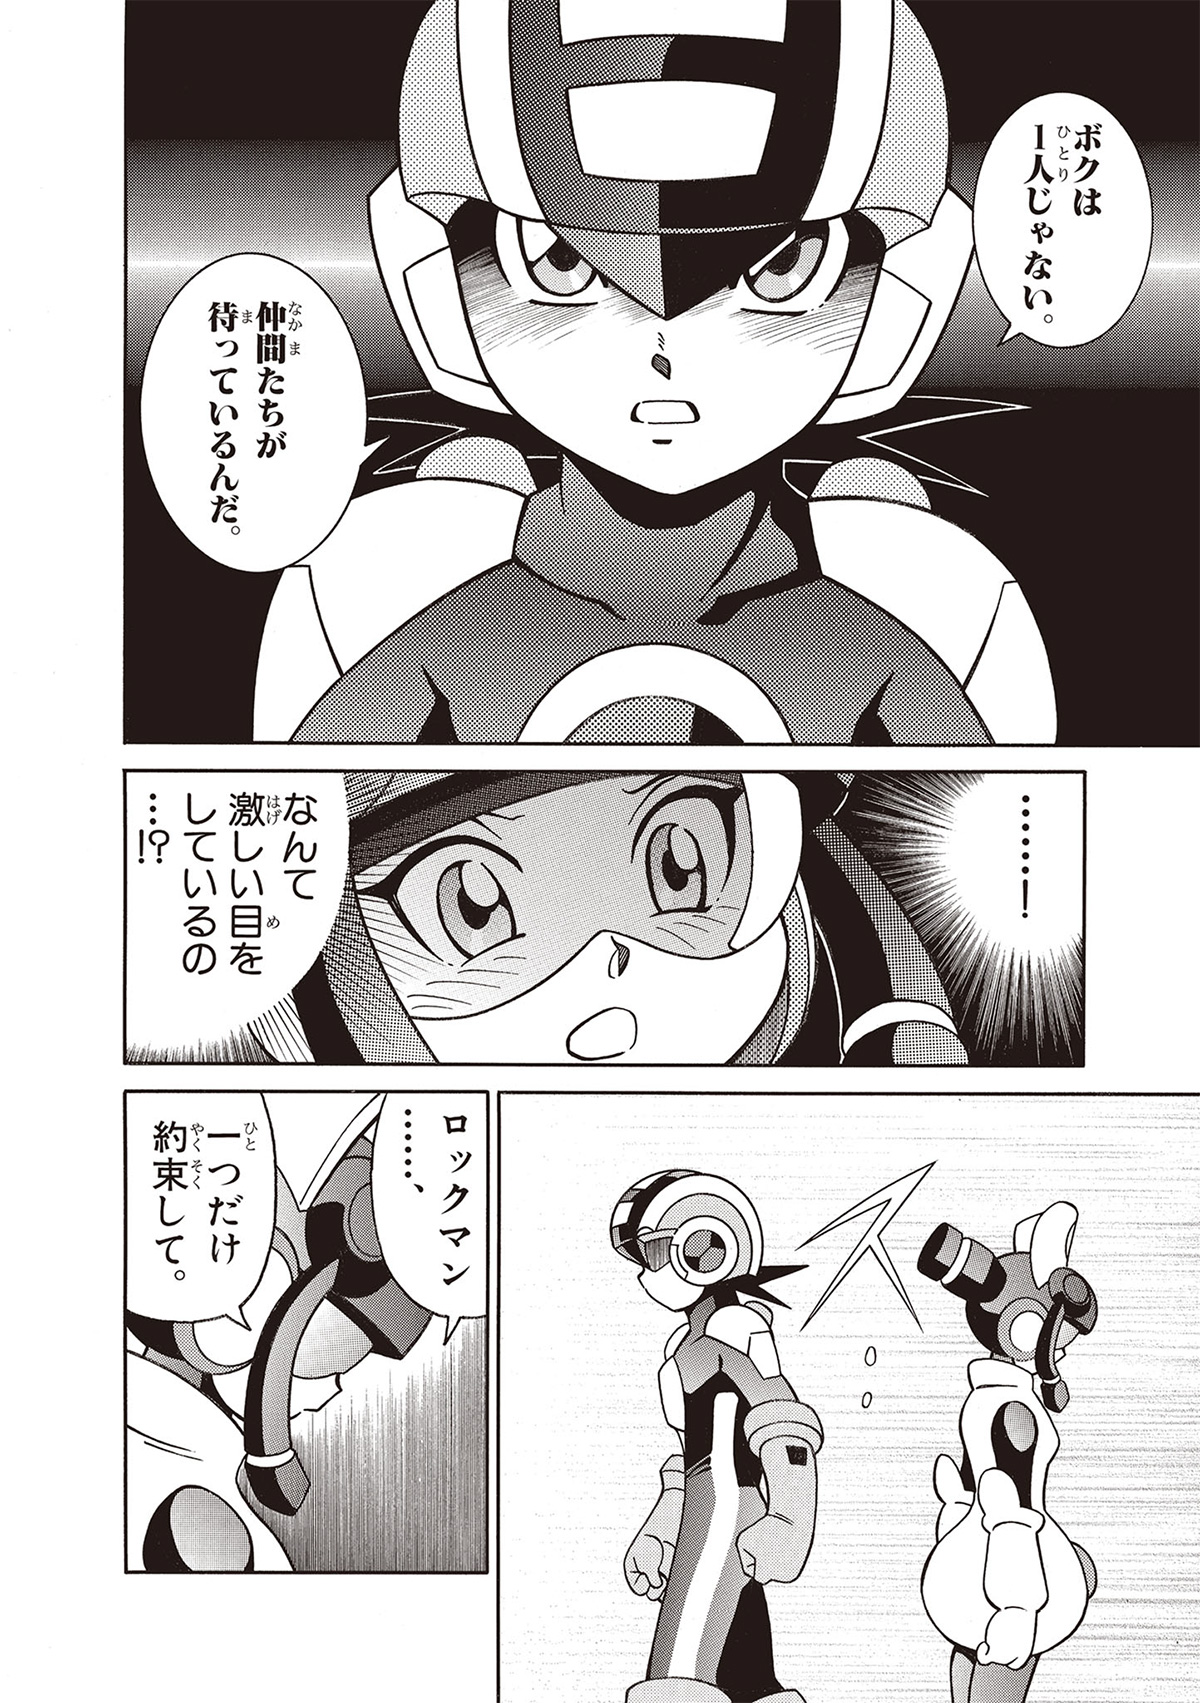 ボクは
1人じゃない。
仲間たちが
待っているんだ。
………！
なんて
激しい目を
しているの
…！？
ロックマン
……、
一つだけ
約束して。